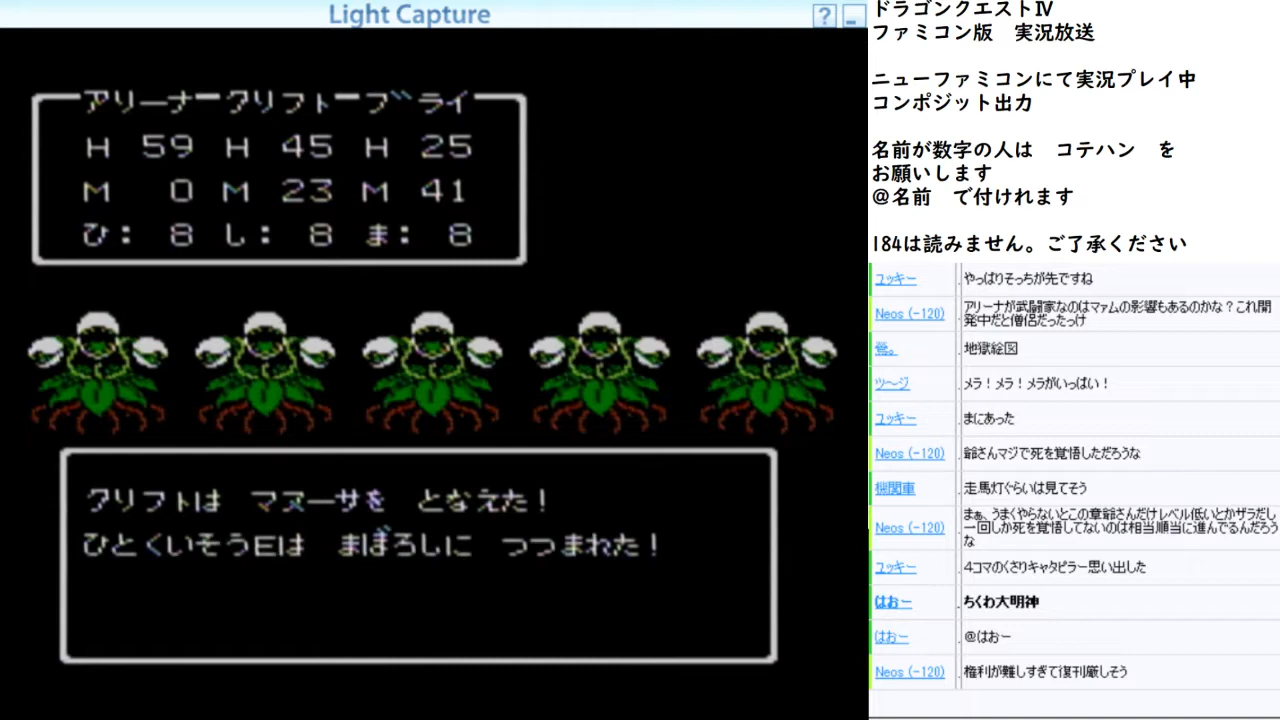 Light Capture
?
アリーナ クリフト ブライ
H 59 H 45 H 25
M 0 M 23 M 41
ひ: 8 し: 8 ま: 8
クリフトは マヌーサを となえた!
ひとくいそうEは まぼろしに つつまれた!
ドラゴンクエストⅣ
ファミコン版 実況放送
ニューファミコンにて実況プレイ中
コンポジット出力
名前が数字の人は コテハン を
お願いします
@名前 で付けれます
184は読みません。ご了承ください
ユッキー .やっぱりそっちが先ですね
Neos (-120) .アリーナが武闘家なのはマァムの影響もあるのかな?これ開
発中だと僧侶だったっけ
鶯。 .地獄絵図
ツ~ジ .メラ!メラ!メラがいっぱい!
ユッキー .まにあった
Neos (-120) .爺さんマジで死を覚悟しただろうな
機関車 .走馬灯ぐらいは見てそう
Neos (-120) .まぁ、うまくやらないとこの章爺さんだけレベル低いとかザラだし
一回しか死を覚悟してないのは相当順当に進んでるんだろう
な
ユッキー .4コマのくさりキャタピラー思い出した
はおー .ちくわ大明神
はおー .@はおー
Neos (-120) .権利が難しすぎて復刊厳しそう